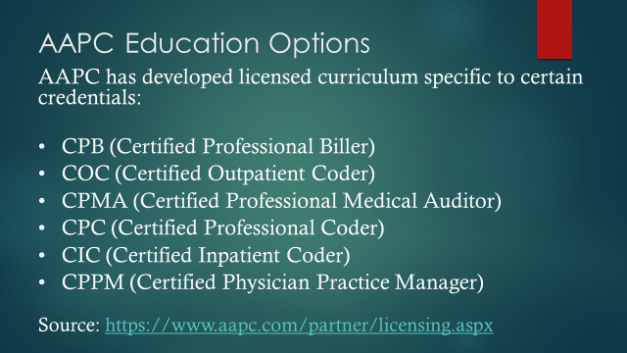 AAPC Education Options
AAPC has developed licensed curriculum specific to certain
credentials:
• CPB (Certified Professional Biller)
• COC (Certified Outpatient Coder)
• CPMA (Certified Professional Medical Auditor)
• CPC (Certified Professional Coder)
• CIC (Certified Inpatient Coder)
• CPPM (Certified Physician Practice Manager)
Source: https://www.aapc.com/partner/licensing.aspx